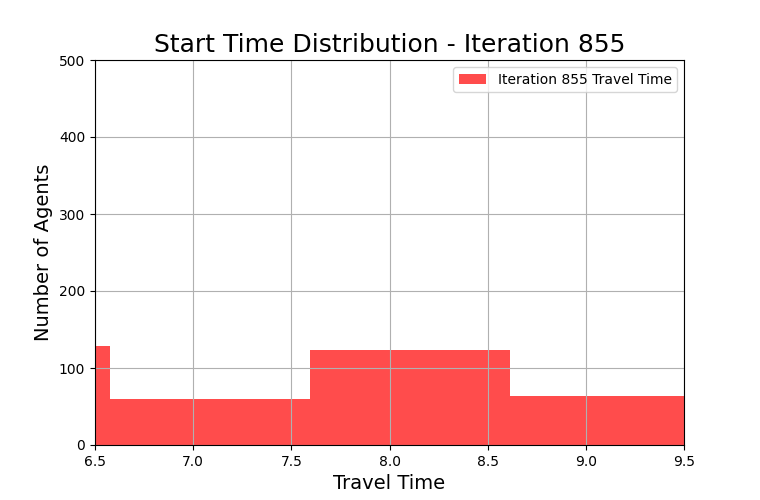 Start Time Distribution - Iteration 855
500
Iteration 855 Travel Time
400
300
200
100
0
Number of Agents
6.5 7.0 7.5 8.0 8.5 9.0 9.5
Travel Time